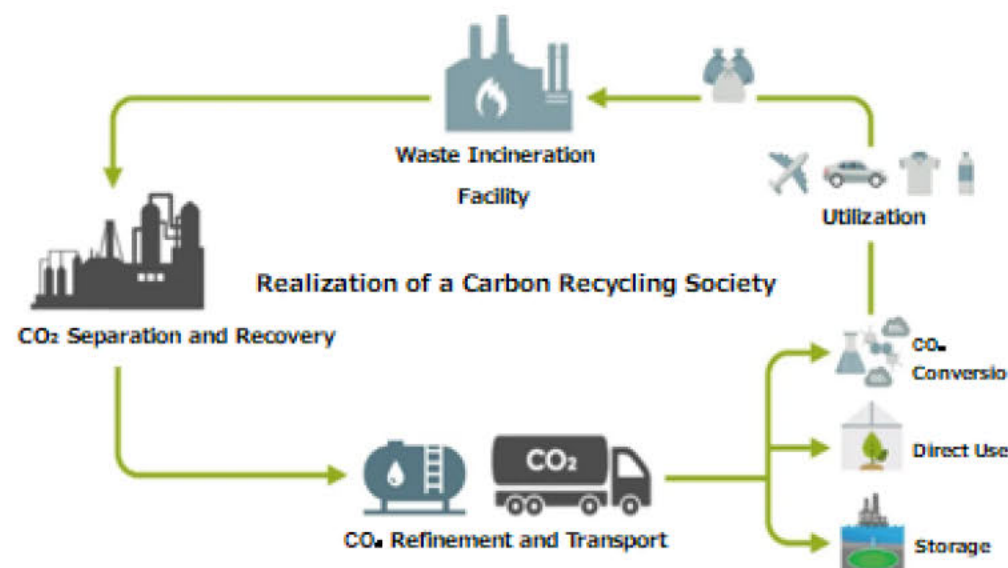 Waste Incineration
Facility
Utilization
Realization of a Carbon Recycling Society
CO₂ Separation and Recovery
CO₂
Conversio
Direct Use
CO₂
CO₂ Refinement and Transport
Storage